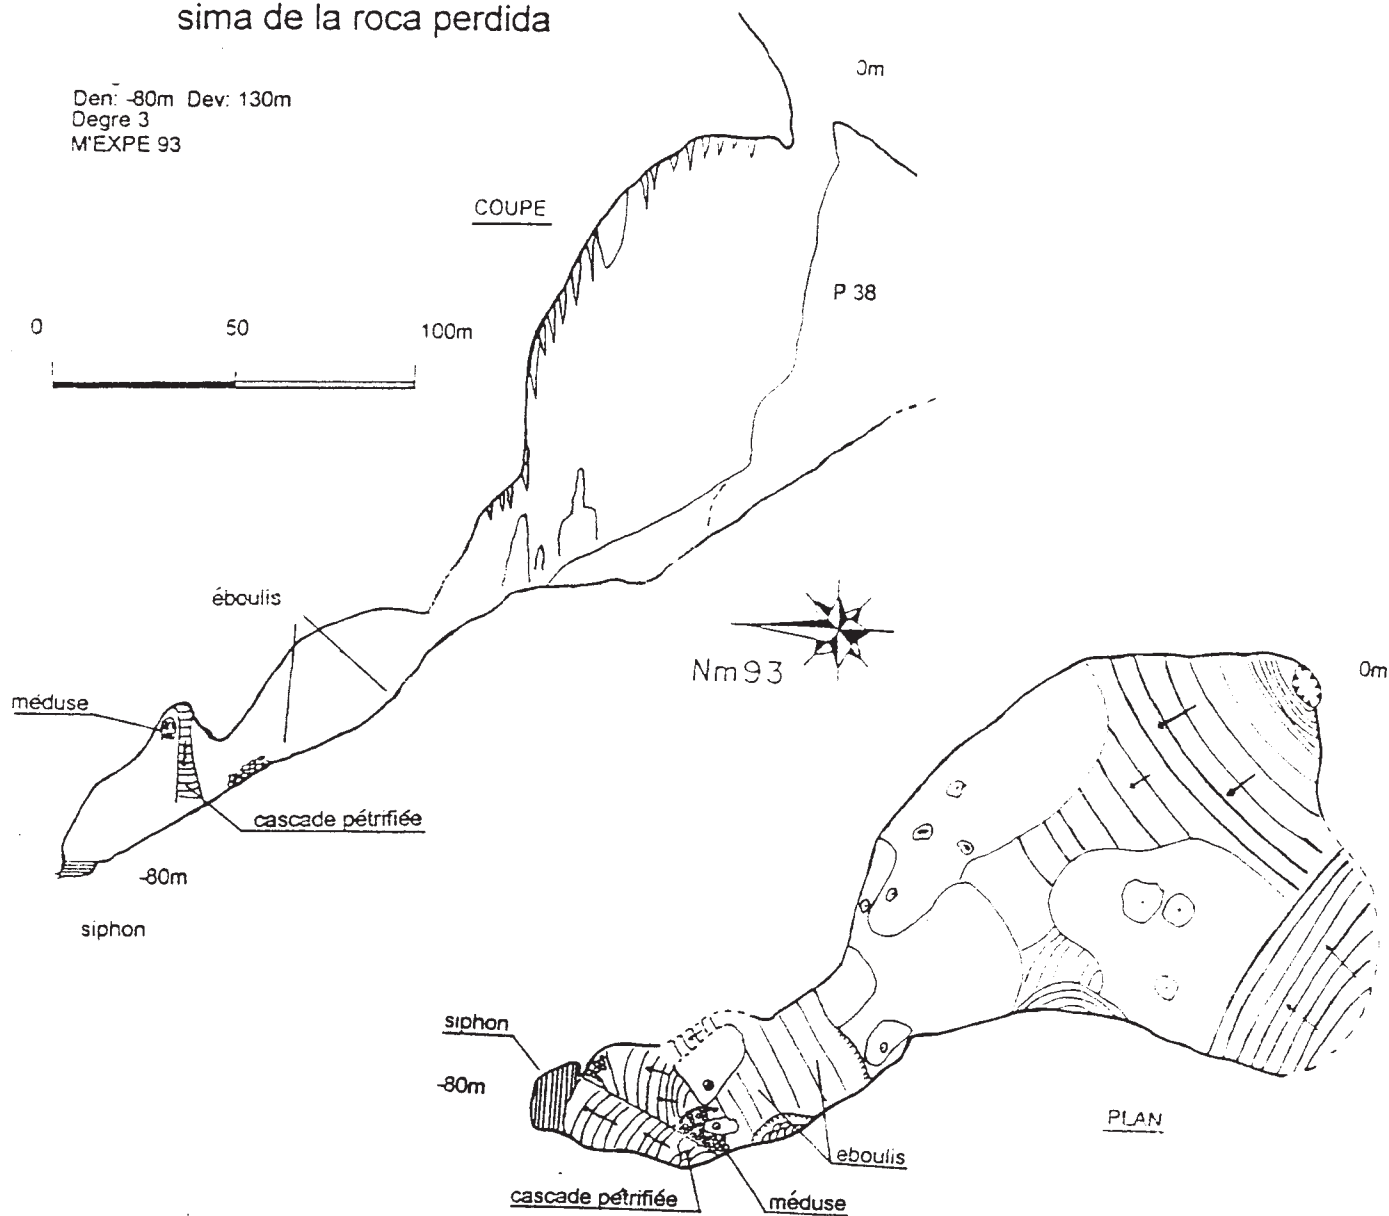 sima de la roca perdida
Den: -80m Dev: 130m
Degre 3
M'EXPE 93
0m
COUPE
P 38
0 50 100m
éboulis
méduse
cascade pétrifiée
-80m
siphon
Nm93
0m
siphon
-80m
PLAN
eboulis
cascade petrifiée
méduse